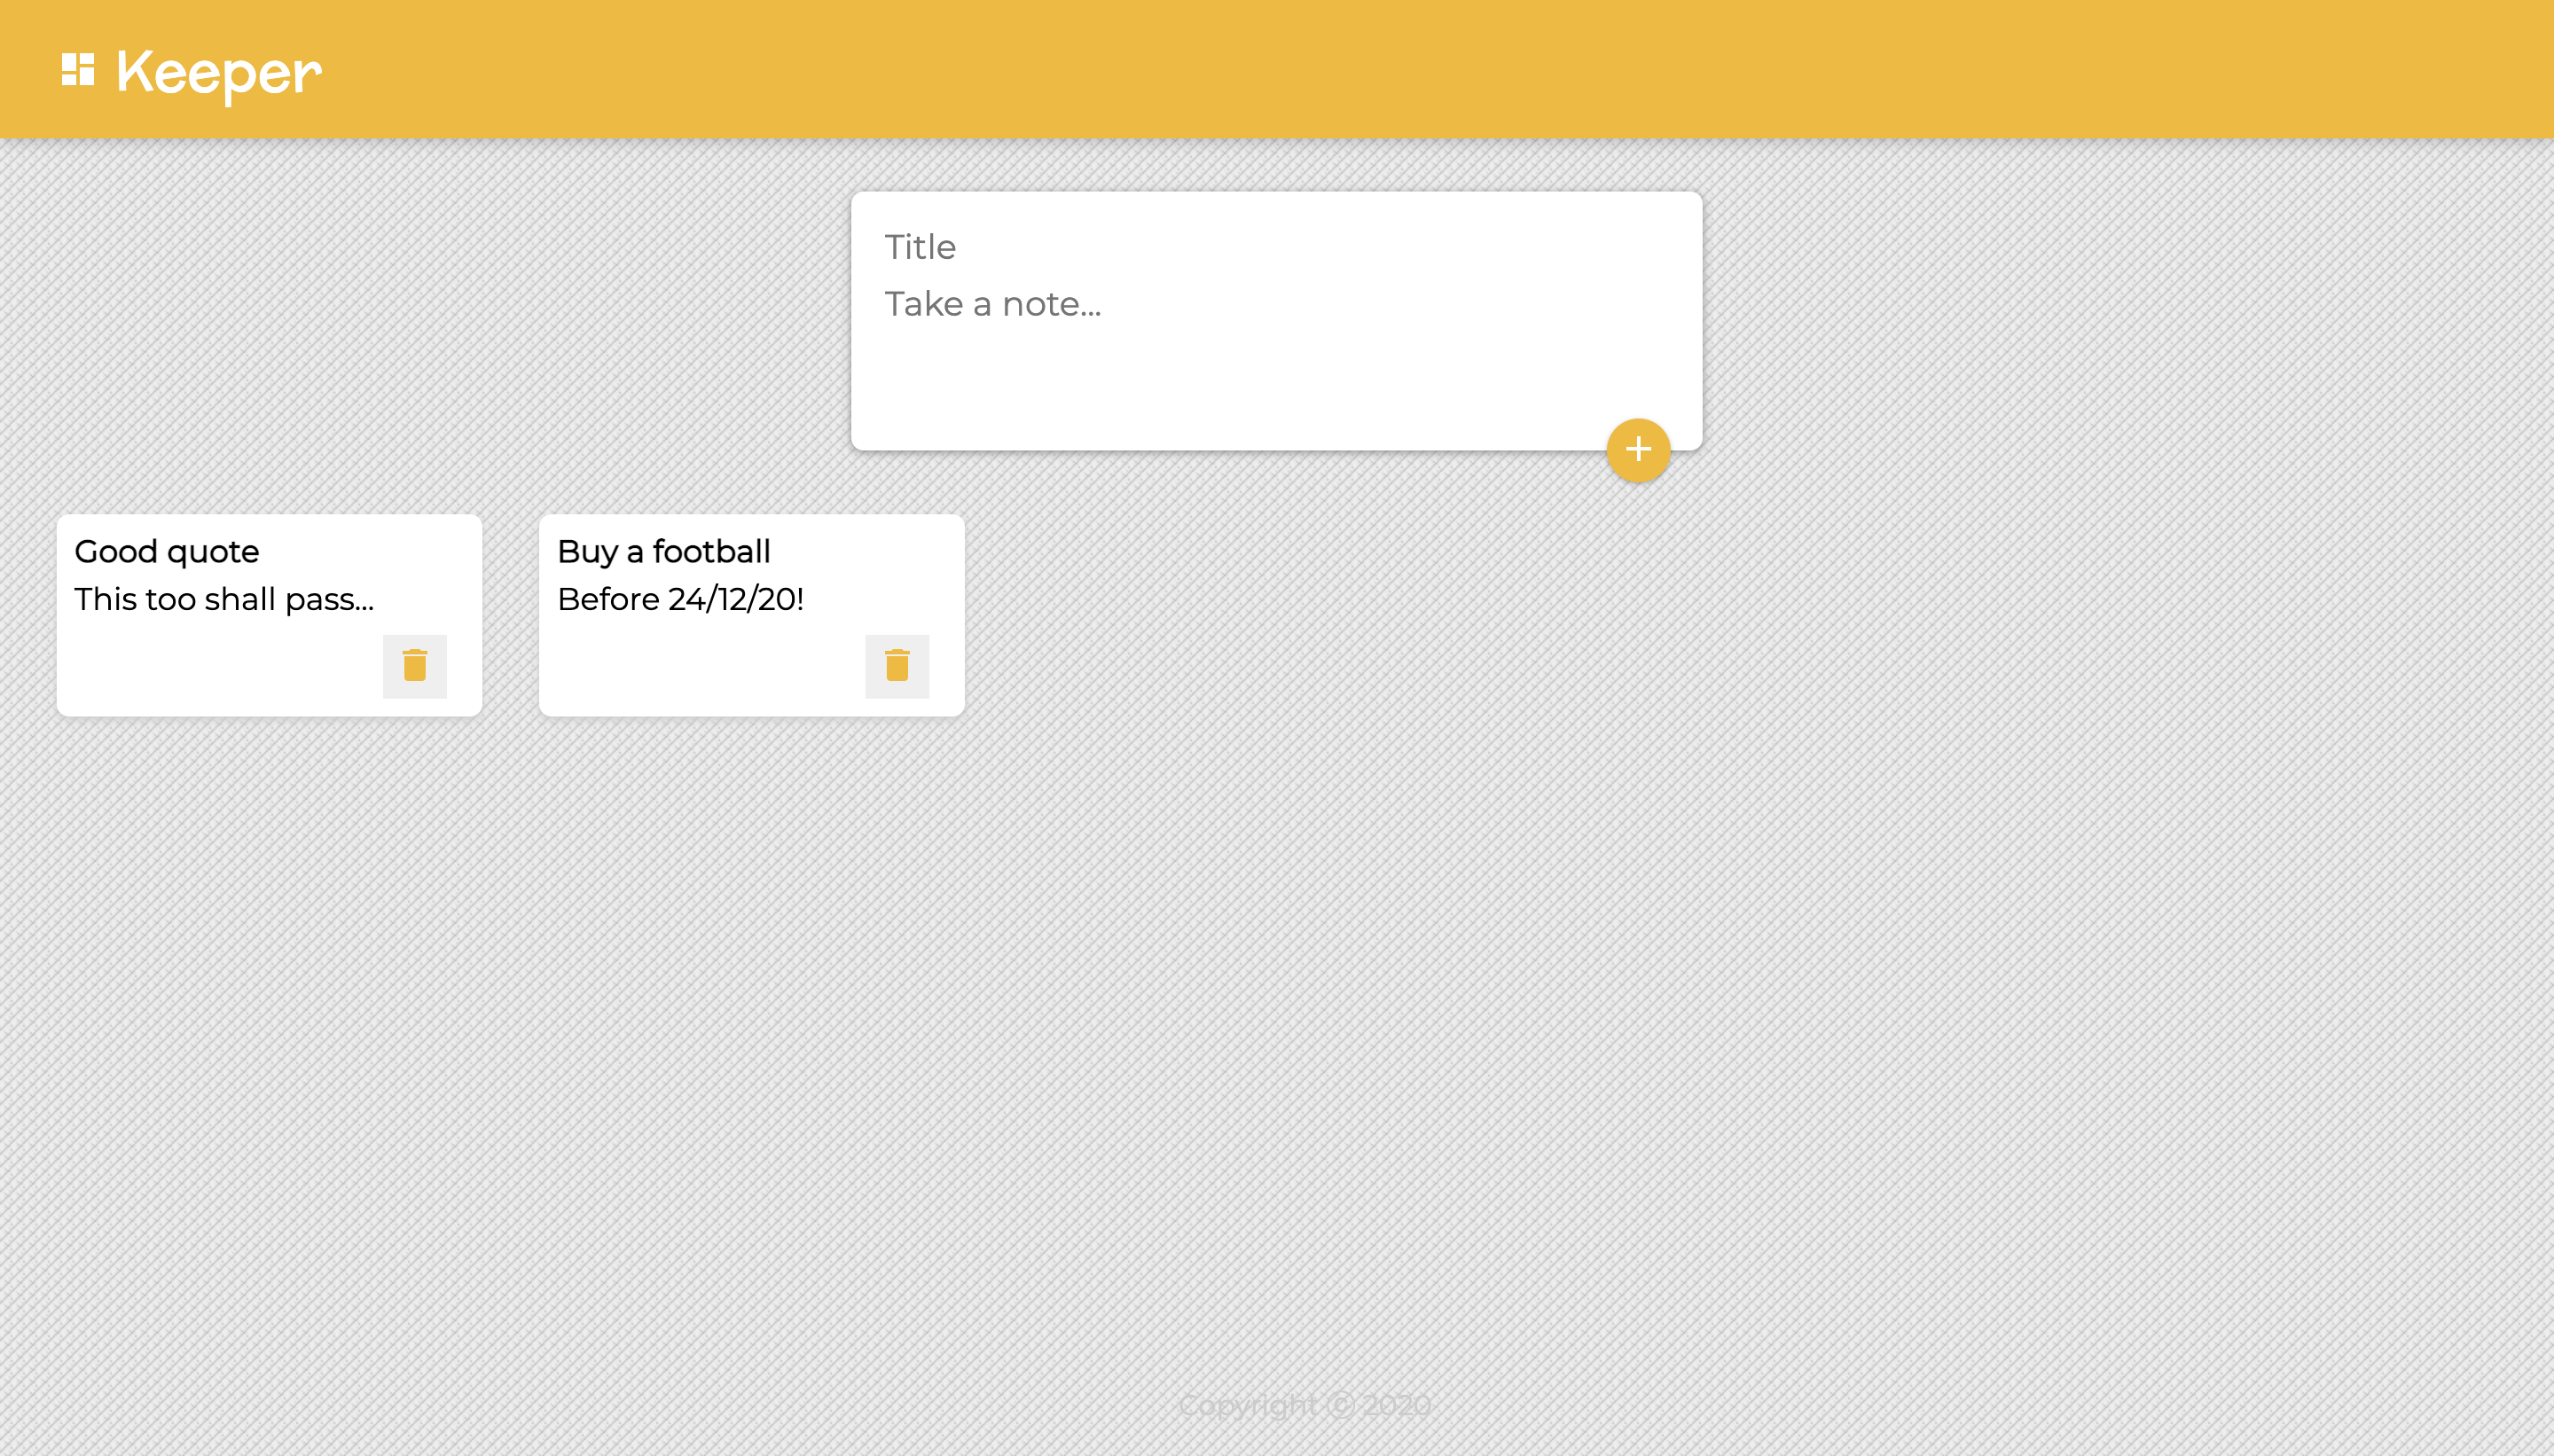 Keeper
Title
Take a note...
Good quote
This too shall pass...
Buy a football
Before 24/12/20!
Copyright ⓒ 2020